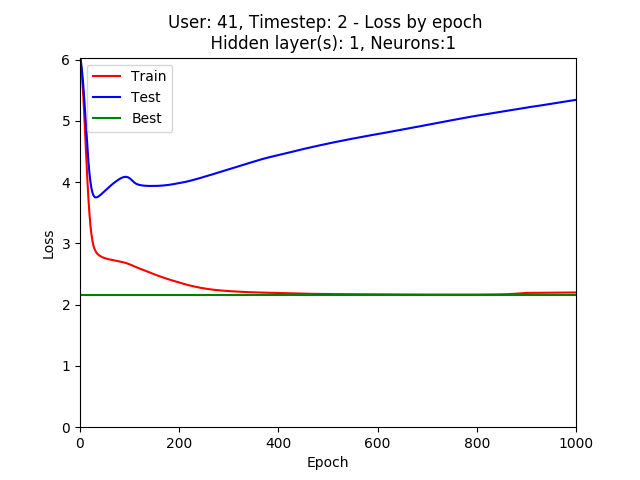 User: 41, Timestep: 2 - Loss by epoch
Hidden layer(s): 1, Neurons:1
Train
Test
Best
6
5
4
3
2
1
0
Loss
0
200
400
600
800
1000
Epoch